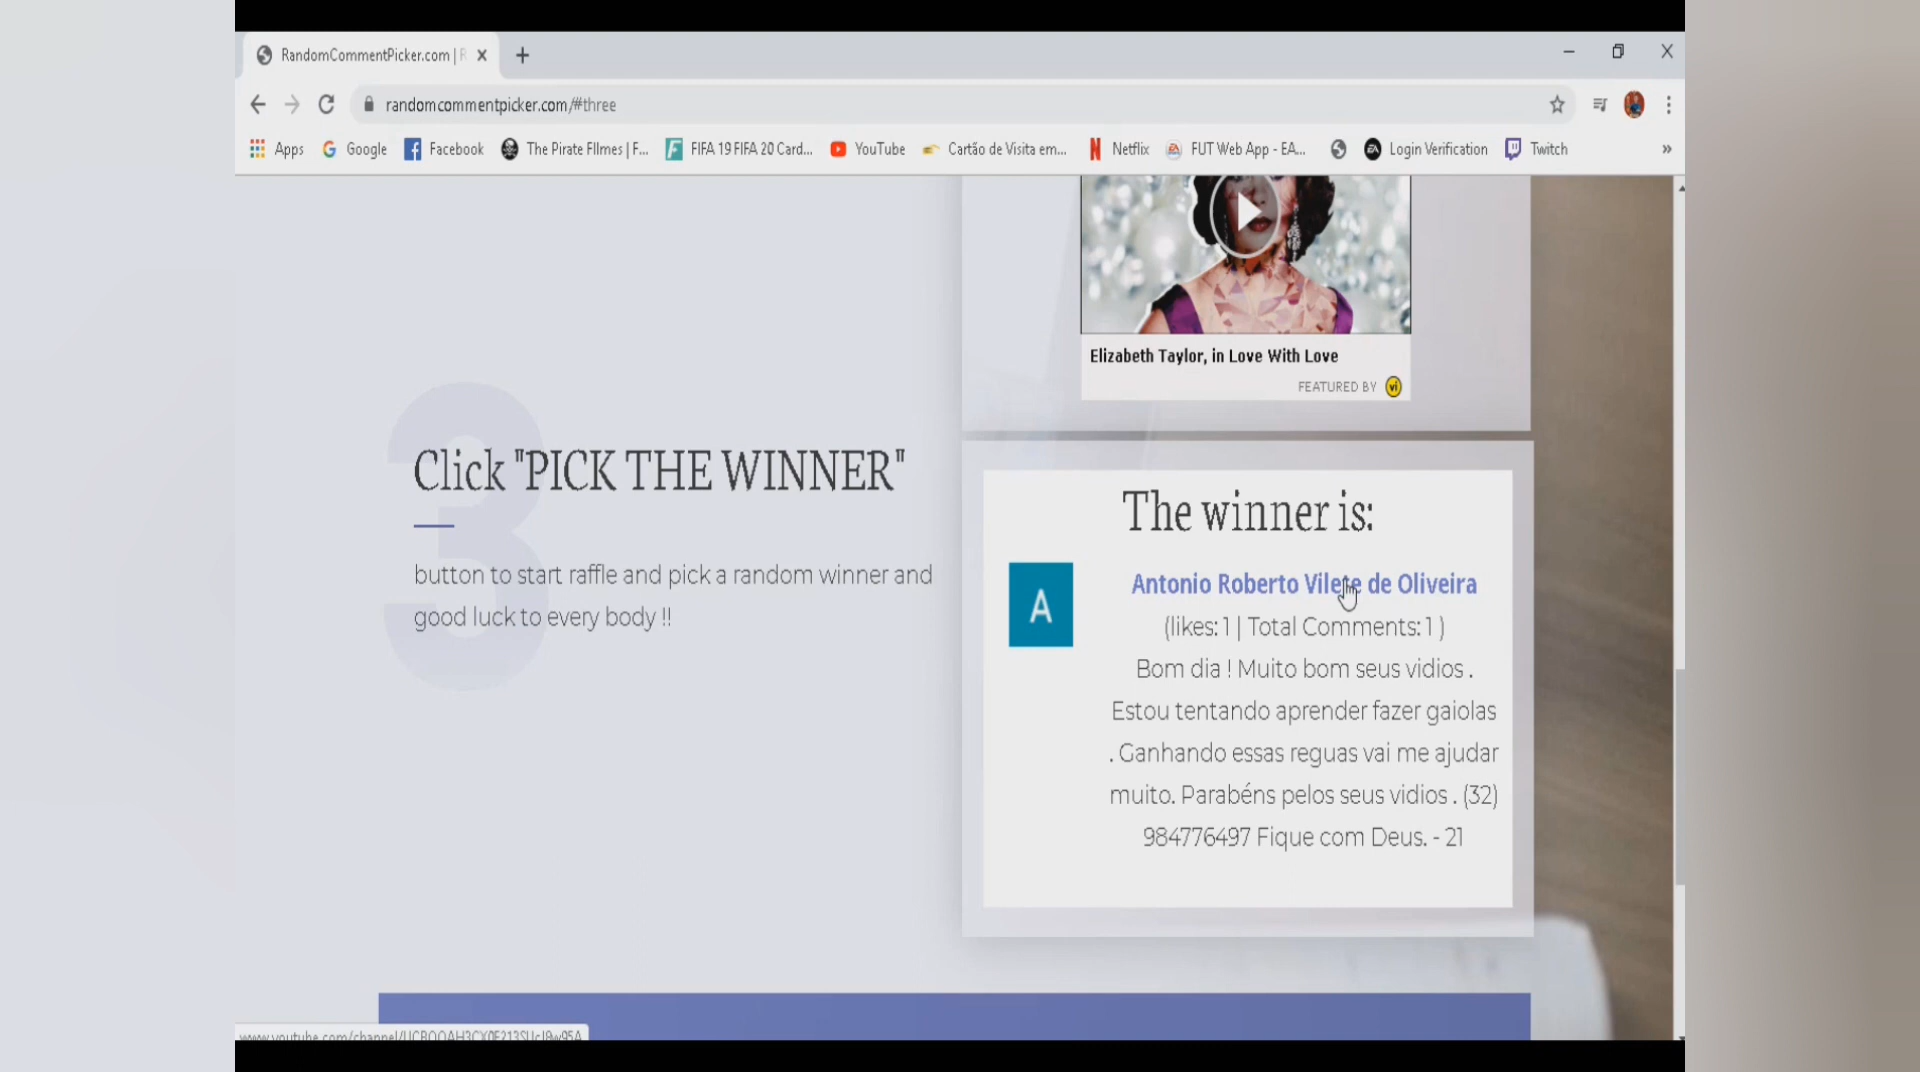 RandomCommentPicker.com | R
randomcommentpicker.com/#three
Apps
Google
Facebook
The Pirate FIlmes | F...
FIFA 19 FIFA 20 Card...
YouTube
Cartão de Visita em...
Netflix
FUT Web App - EA...
Login Verification
Twitch
Elizabeth Taylor, in Love With Love
FEATURED BY vi
3
Click "PICK THE WINNER"
button to start raffle and pick a random winner and
good luck to every body !!
The winner is:
A
Antonio Roberto Vilete de Oliveira
(likes: 1 | Total Comments: 1 )
Bom dia ! Muito bom seus vidios .
Estou tentando aprender fazer gaiolas
. Ganhando essas reguas vai me ajudar
muito. Parabéns pelos seus vidios . (32)
984776497 Fique com Deus. - 21